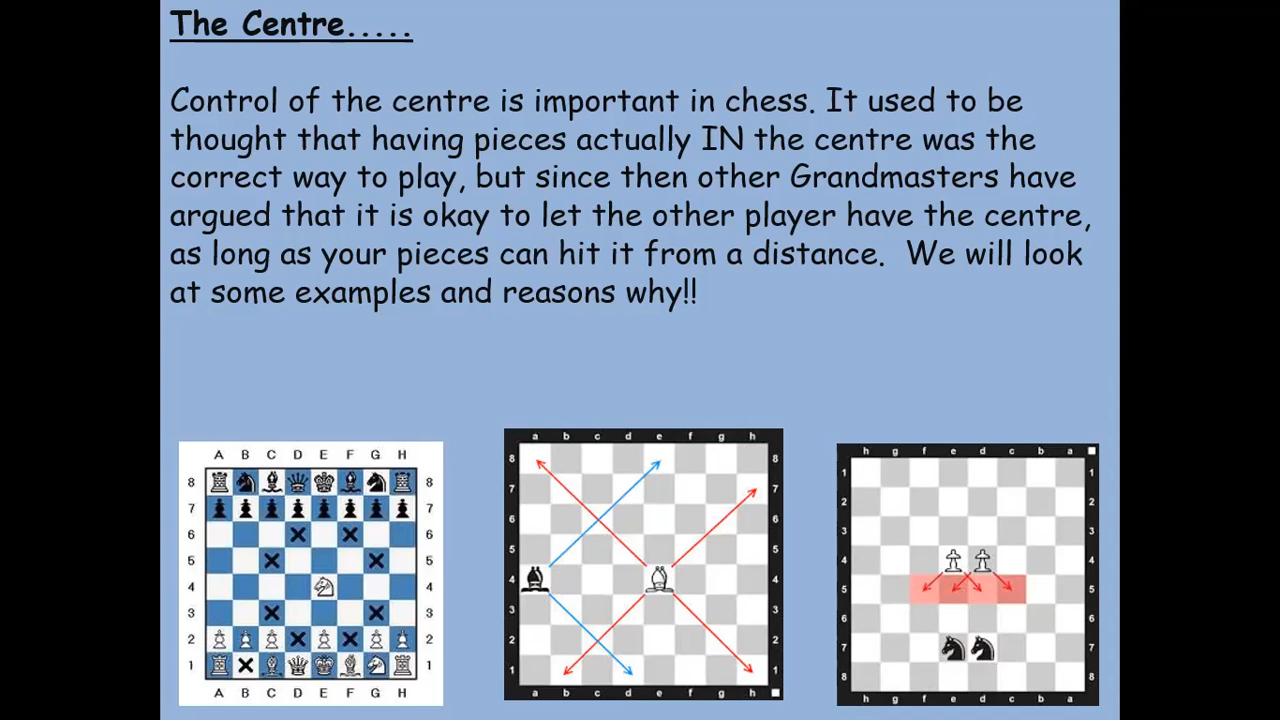 The Centre.....
Control of the centre is important in chess. It used to be
thought that having pieces actually IN the centre was the
correct way to play, but since then other Grandmasters have
argued that it is okay to let the other player have the centre,
as long as your pieces can hit it from a distance. We will look
at some examples and reasons why!!
A B C D E F G H
8 8
7 7
6 6
5 5
4 4
3 3
2 2
1 1
A B C D E F G H
a b c d e f g h
8 8
7 7
6 6
5 5
4 4
3 3
2 2
1 1
a b c d e f g h
h g f e d c b a
1 1
2 2
3 3
4 4
5 5
6 6
7 7
8 8
h g f e d c b a